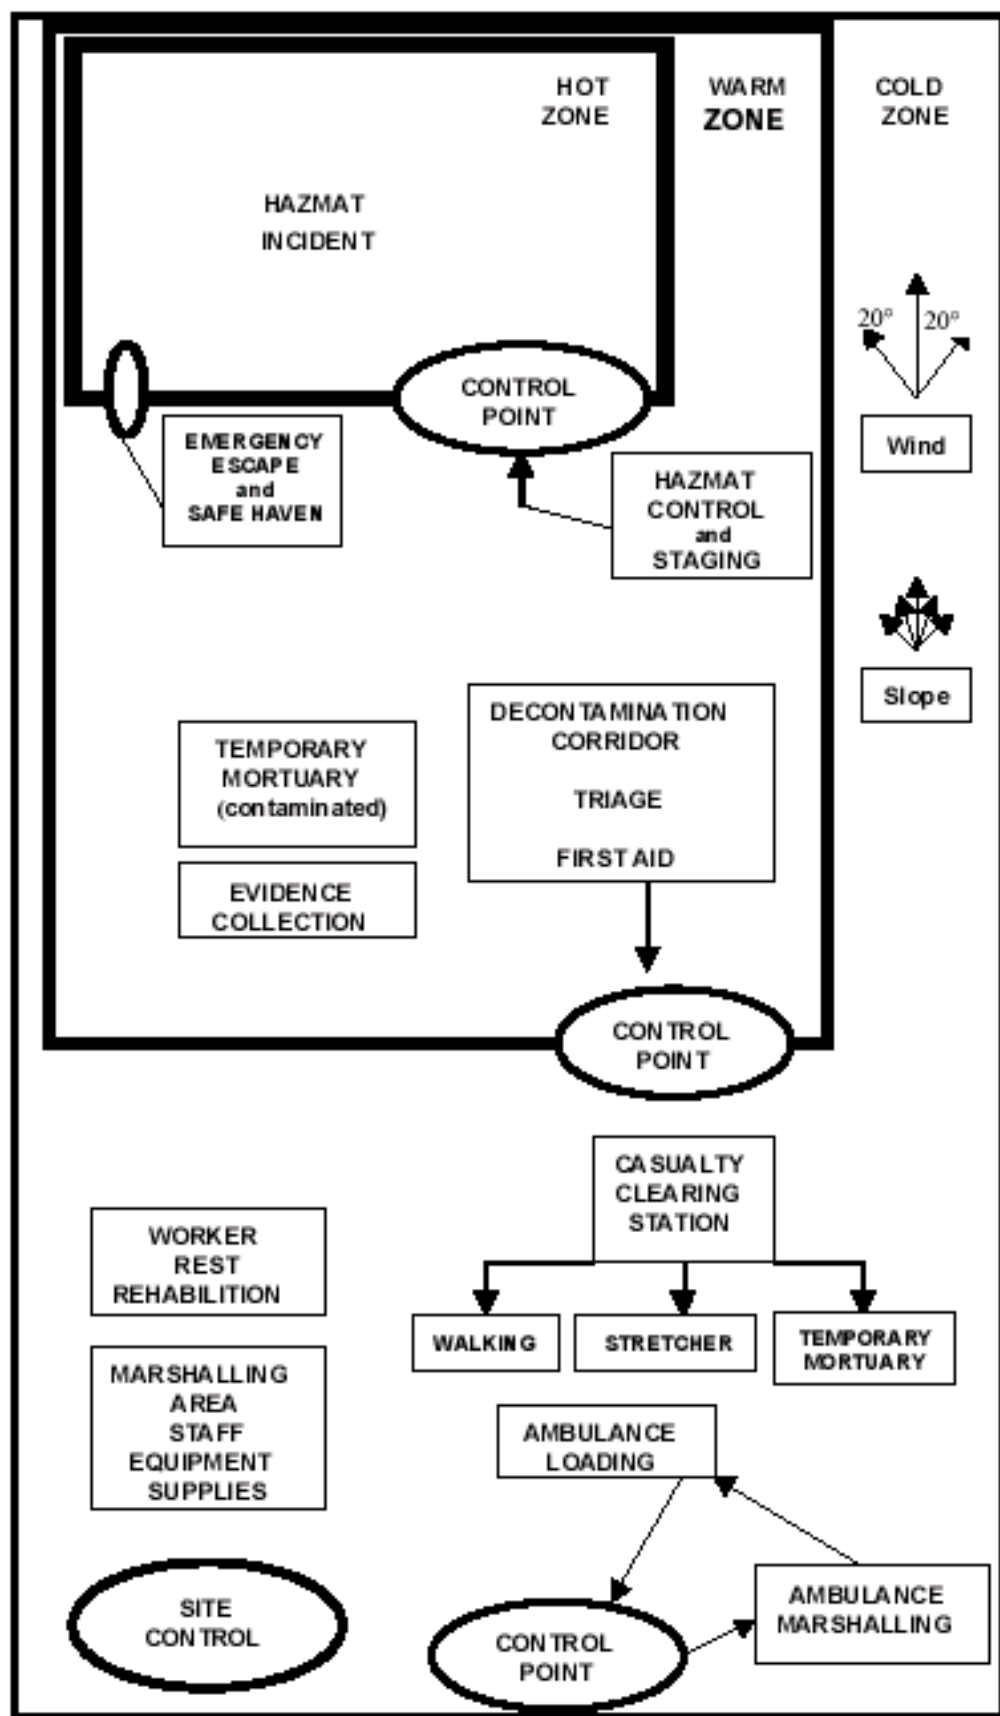 HOT
ZONE
WARM
ZONE
COLD
ZONE
HAZMAT
INCIDENT
20°
20°
Wind
CONTROL
POINT
EMERGENCY
ESCAPE
and
SAFE HAVEN
HAZMAT
CONTROL
and
STAGING
Slope
DECONTAMINATION
CORRIDOR
TRIAGE
FIRST AID
TEMPORARY
MORTUARY
(contaminated)
EVIDENCE
COLLECTION
CONTROL
POINT
CASUALTY
CLEARING
STATION
WORKER
REST
REHABILITION
WALKING
STRETCHER
TEMPORARY
MORTUARY
MARSHALLING
AREA
STAFF
EQUIPMENT
SUPPLIES
AMBULANCE
LOADING
AMBULANCE
MARSHALLING
SITE
CONTROL
CONTROL
POINT